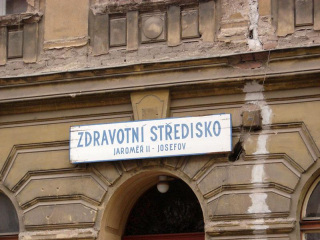 ZDRAVOTNÍ STŘEDISKO
JAROMĚŘ II - JOSEFOV